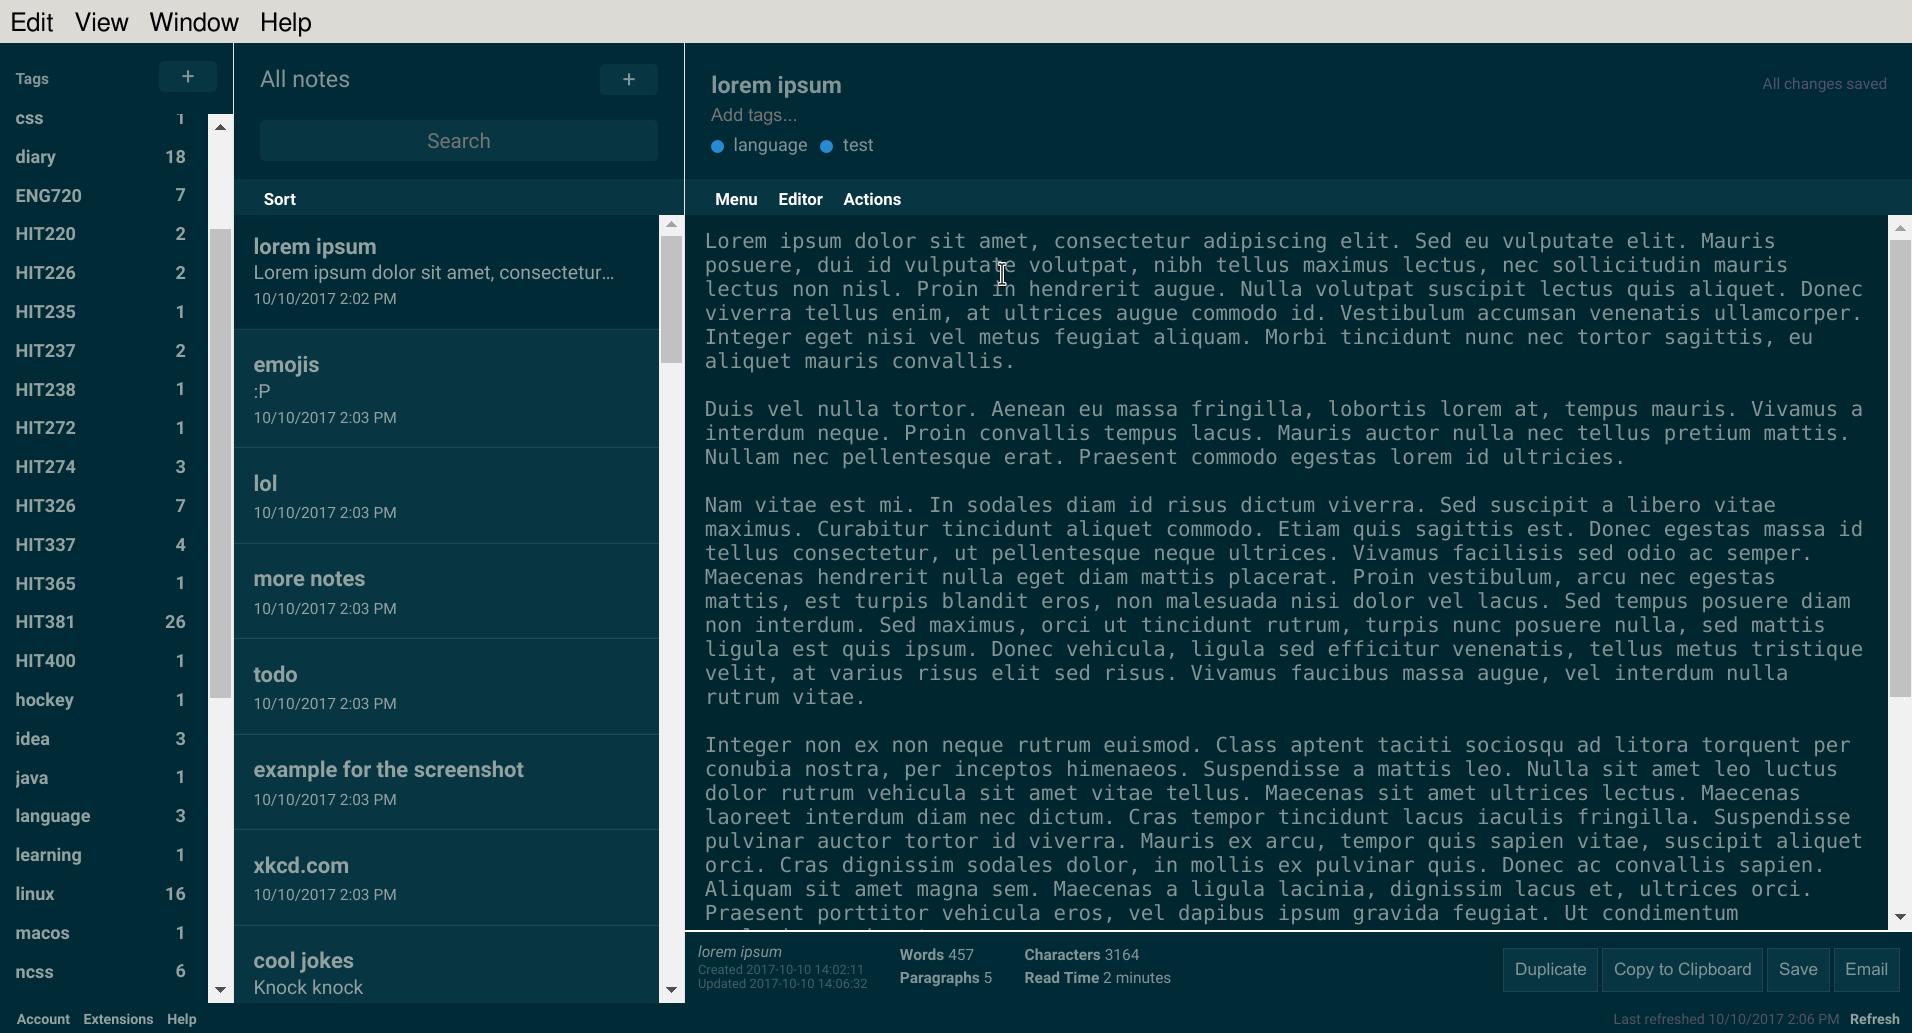 Edit View Window Help
Tags +
css 1
diary 18
ENG720 7
HIT220 2
HIT226 2
HIT235 1
HIT237 2
HIT238 1
HIT272 1
HIT274 3
HIT326 7
HIT337 4
HIT365 1
HIT381 26
HIT400 1
hockey 1
idea 3
java 1
language 3
learning 1
linux 16
macos 1
ncss 6
Account Extensions Help
All notes +
Search
Sort
lorem ipsum
Lorem ipsum dolor sit amet, consectetur...
10/10/2017 2:02 PM
emojis
:P
10/10/2017 2:03 PM
lol
10/10/2017 2:03 PM
more notes
10/10/2017 2:03 PM
todo
10/10/2017 2:03 PM
example for the screenshot
10/10/2017 2:03 PM
xkcd.com
10/10/2017 2:03 PM
cool jokes
Knock knock
lorem ipsum
All changes saved
Add tags...
language test
Menu Editor Actions
Lorem ipsum dolor sit amet, consectetur adipiscing elit. Sed eu vulputate elit. Mauris
posuere, dui id vulputate volutpat, nibh tellus maximus lectus, nec sollicitudin mauris
lectus non nisl. Proin in hendrerit augue. Nulla volutpat suscipit lectus quis aliquet. Donec
viverra tellus enim, at ultrices augue commodo id. Vestibulum accumsan venenatis ullamcorper.
Integer eget nisi vel metus feugiat aliquam. Morbi tincidunt nunc nec tortor sagittis, eu
aliquet mauris convallis.
Duis vel nulla tortor. Aenean eu massa fringilla, lobortis lorem at, tempus mauris. Vivamus a
interdum neque. Proin convallis tempus lacus. Mauris auctor nulla nec tellus pretium mattis.
Nullam nec pellentesque erat. Praesent commodo egestas lorem id ultricies.
Nam vitae est mi. In sodales diam id risus dictum viverra. Sed suscipit a libero vitae
maximus. Curabitur tincidunt aliquet commodo. Etiam quis sagittis est. Donec egestas massa id
tellus consectetur, ut pellentesque neque ultrices. Vivamus facilisis sed odio ac semper.
Maecenas hendrerit nulla eget diam mattis placerat. Proin vestibulum, arcu nec egestas
mattis, est turpis blandit eros, non malesuada nisi dolor vel lacus. Sed tempus posuere diam
non interdum. Sed maximus, orci ut tincidunt rutrum, turpis nunc posuere nulla, sed mattis
ligula est quis ipsum. Donec vehicula, ligula sed efficitur venenatis, tellus metus tristique
velit, at varius risus elit sed risus. Vivamus faucibus massa augue, vel interdum nulla
rutrum vitae.
Integer non ex non neque rutrum euismod. Class aptent taciti sociosqu ad litora torquent per
conubia nostra, per inceptos himenaeos. Suspendisse a mattis leo. Nulla sit amet leo luctus
dolor rutrum vehicula sit amet vitae tellus. Maecenas sit amet ultrices lectus. Maecenas
laoreet interdum diam nec dictum. Cras tempor tincidunt lacus iaculis fringilla. Suspendisse
pulvinar auctor tortor id viverra. Mauris ex arcu, tempor quis sapien vitae, suscipit aliquet
orci. Cras dignissim sodales dolor, in mollis ex pulvinar quis. Donec ac convallis sapien.
Aliquam sit amet magna sem. Maecenas a ligula lacinia, dignissim lacus et, ultrices orci.
Praesent porttitor vehicula eros, vel dapibus ipsum gravida feugiat. Ut condimentum
lorem ipsum
Created 2017-10-10 14:02:11
Updated 2017-10-10 14:06:32
Words 457 Characters 3164
Paragraphs 5 Read Time 2 minutes
Duplicate Copy to Clipboard Save Email
Last refreshed 10/10/2017 2:06 PM Refresh